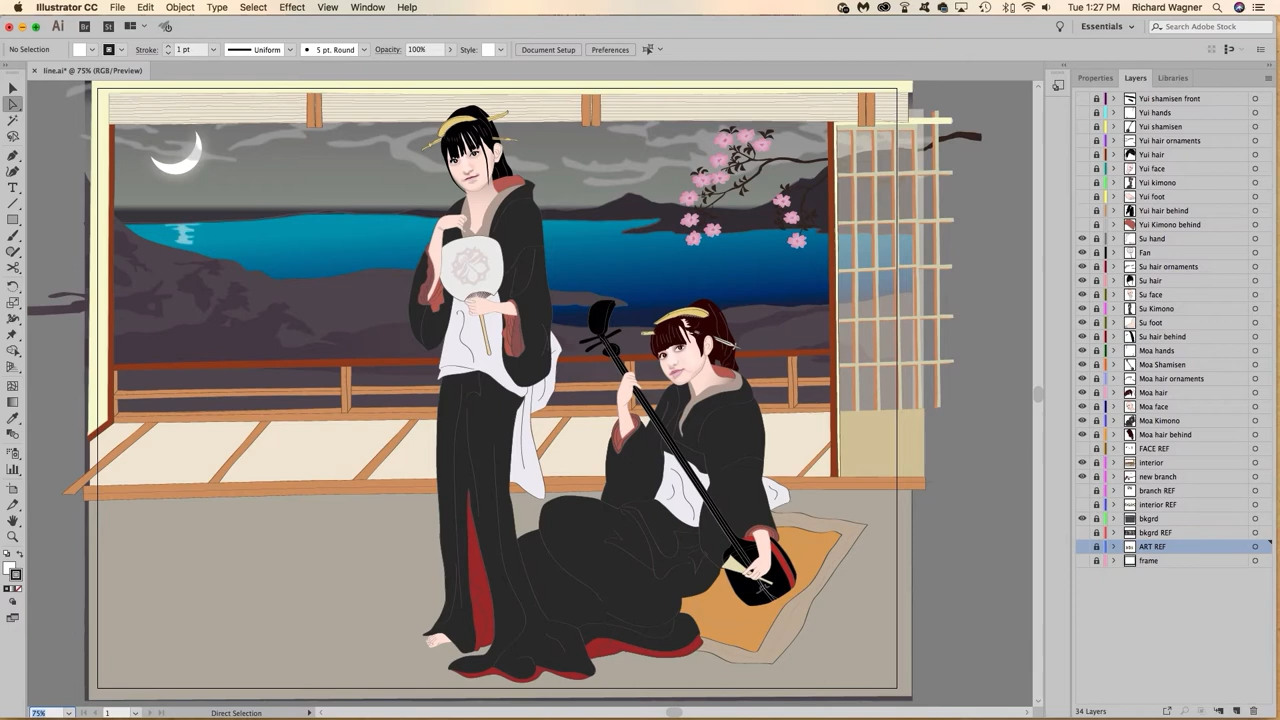 Illustrator CC File Edit Object Type Select Effect View Window Help Tue 1:27 PM Richard Wagner
Ai Br St Essentials Search Adobe Stock
No Selection Stroke: 1 pt Uniform 5 pt. Round Opacity: 100% Style: Document Setup Preferences
line.ai* @ 75% (RGB/Preview)
Properties Layers Libraries
Yui shamisen front
Yui hands
Yui shamisen
Yui hair ornaments
Yui hair
Yui face
Yui kimono
Yui foot
Yui hair behind
Yui Kimono behind
Su hand
Fan
Su hair ornaments
Su hair
Su face
Su Kimono
Su foot
Su hair behind
Moa hands
Moa Shamisen
Moa hair ornaments
Moa hair
Moa face
Moa Kimono
Moa hair behind
FACE REF
interior
new branch
branch REF
interior REF
bkgrd
bkgrd REF
ART REF
frame
75% 1 Direct Selection 34 Layers